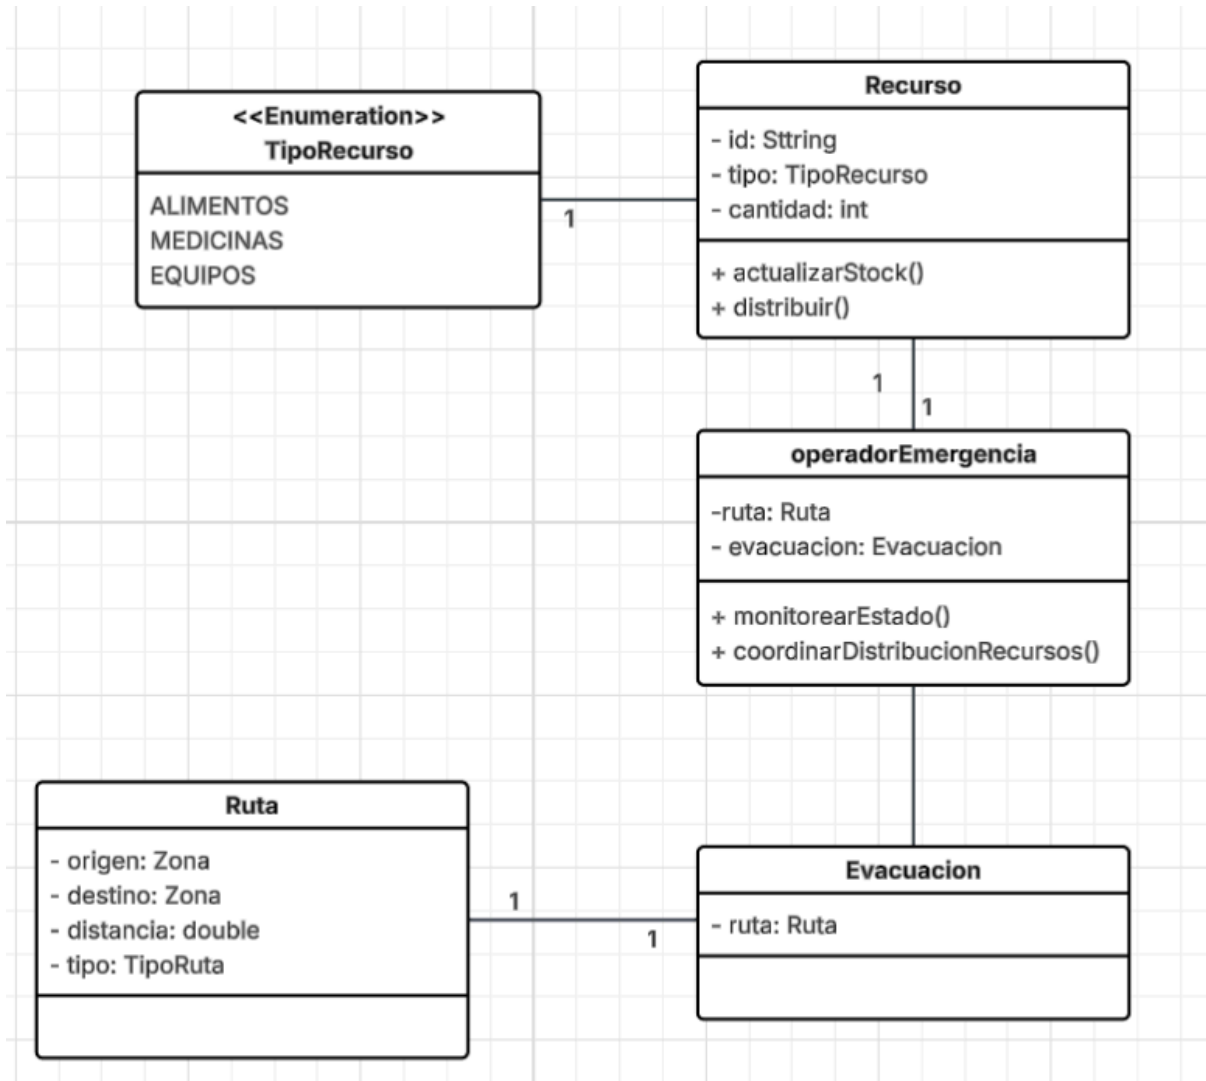 <<Enumeration>>
TipoRecurso
ALIMENTOS
MEDICINAS
EQUIPOS
1
Recurso
- id: Sttring
- tipo: TipoRecurso
- cantidad: int
+ actualizarStock()
+ distribuir()
1
1
operadorEmergencia
-ruta: Ruta
- evacuacion: Evacuacion
+ monitorearEstado()
+ coordinarDistribucionRecursos()
Ruta
- origen: Zona
- destino: Zona
- distancia: double
- tipo: TipoRuta
1
1
Evacuacion
- ruta: Ruta